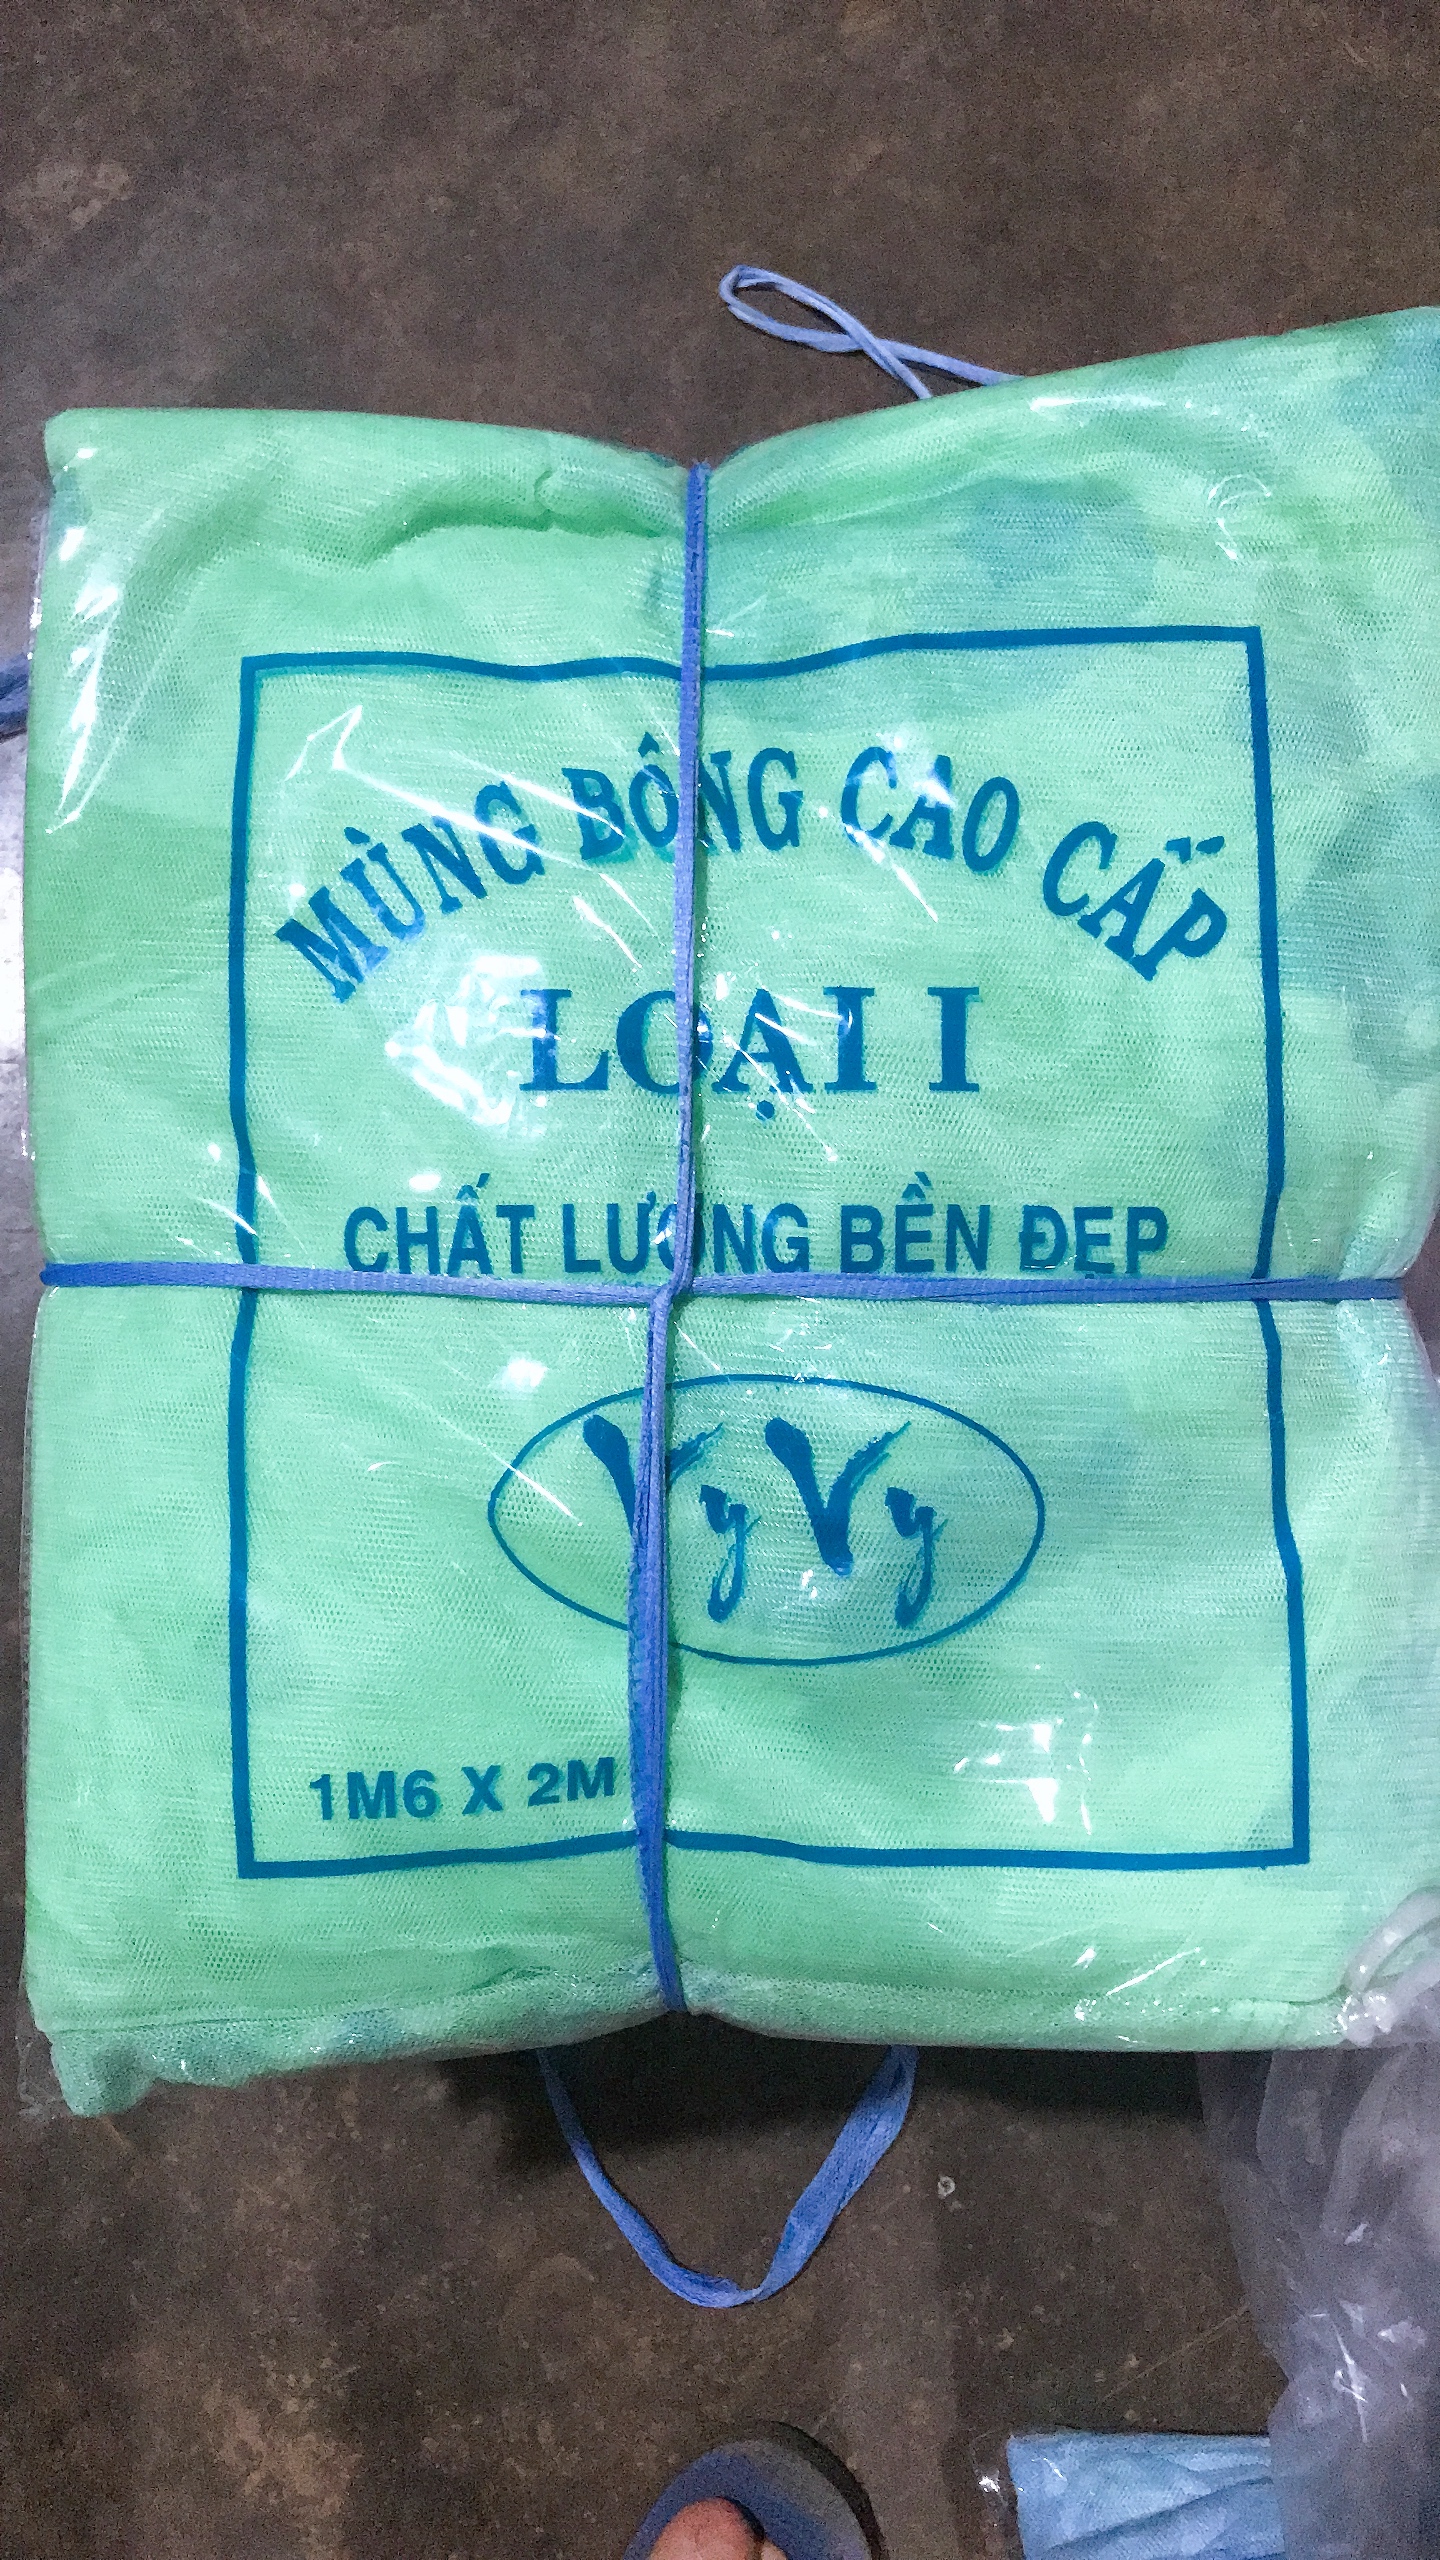 MÙNG BÔNG CAO CẤP
LOẠI I
CHẤT LƯỢNG BỀN ĐẸP
Vy Vy
1M6 X 2M